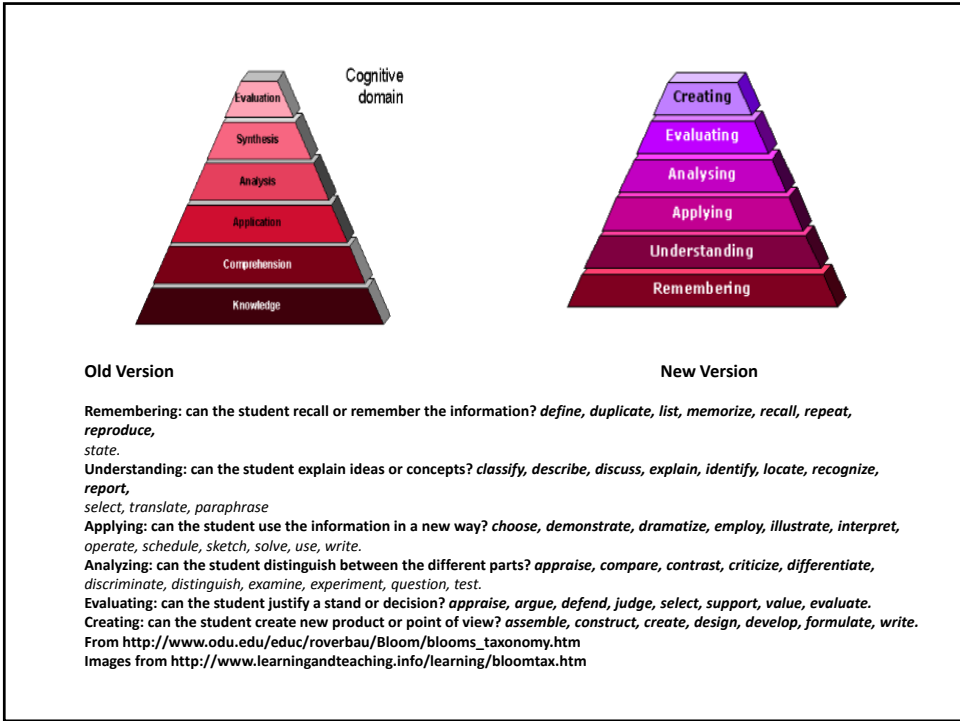 Cognitive
domain
Evaluation
Synthesis
Analysis
Application
Comprehension
Knowledge
Creating
Evaluating
Analysing
Applying
Understanding
Remembering
Old Version
New Version
Remembering: can the student recall or remember the information? define, duplicate, list, memorize, recall, repeat,
reproduce,
state.
Understanding: can the student explain ideas or concepts? classify, describe, discuss, explain, identify, locate, recognize,
report,
select, translate, paraphrase
Applying: can the student use the information in a new way? choose, demonstrate, dramatize, employ, illustrate, interpret,
operate, schedule, sketch, solve, use, write.
Analyzing: can the student distinguish between the different parts? appraise, compare, contrast, criticize, differentiate,
discriminate, distinguish, examine, experiment, question, test.
Evaluating: can the student justify a stand or decision? appraise, argue, defend, judge, select, support, value, evaluate.
Creating: can the student create new product or point of view? assemble, construct, create, design, develop, formulate, write.
From http://www.odu.edu/educ/roverbau/Bloom/blooms_taxonomy.htm
Images from http://www.learningandteaching.info/learning/bloomtax.htm